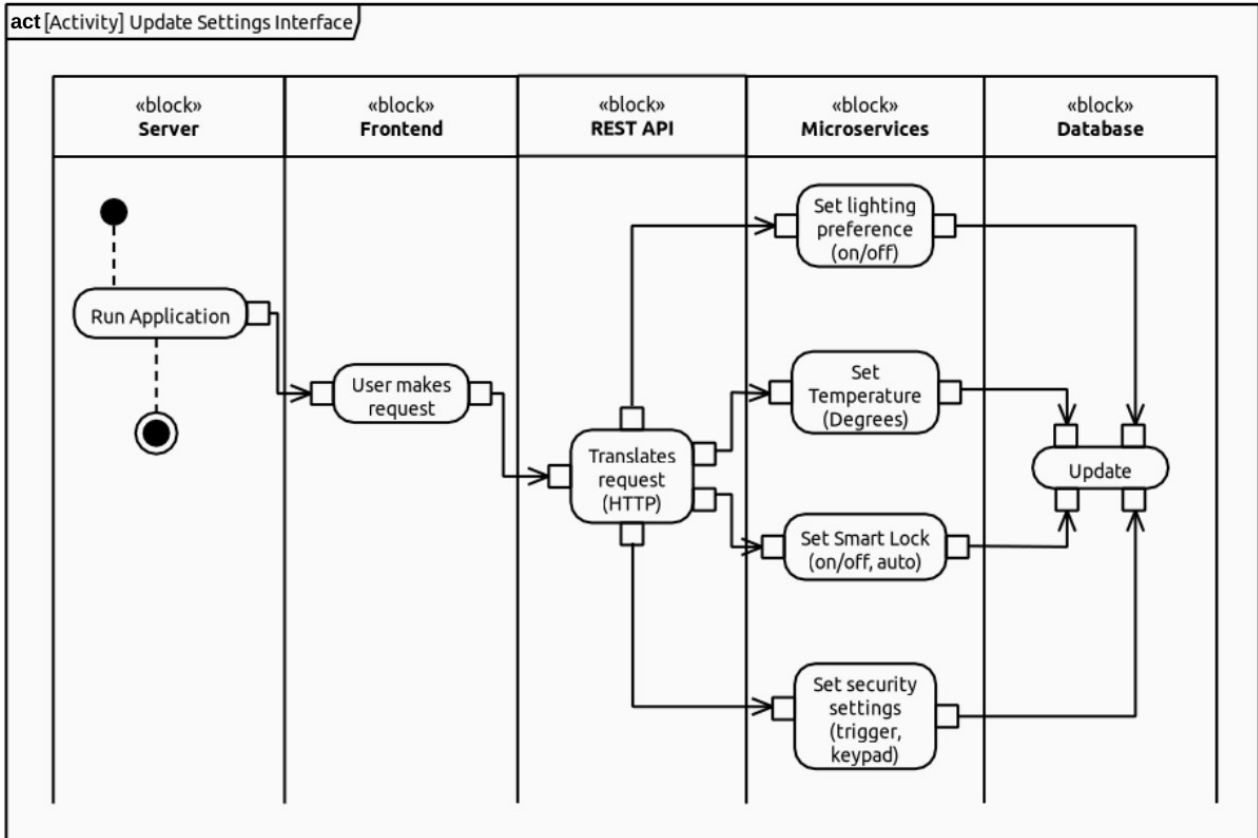 act [Activity] Update Settings Interface
«block»
Server
«block»
Frontend
«block»
REST API
«block»
Microservices
«block»
Database
Run Application
User makes
request
Translates
request
(HTTP)
Set lighting
preference
(on/off)
Set
Temperature
(Degrees)
Set Smart Lock
(on/off, auto)
Set security
settings
(trigger,
keypad)
Update